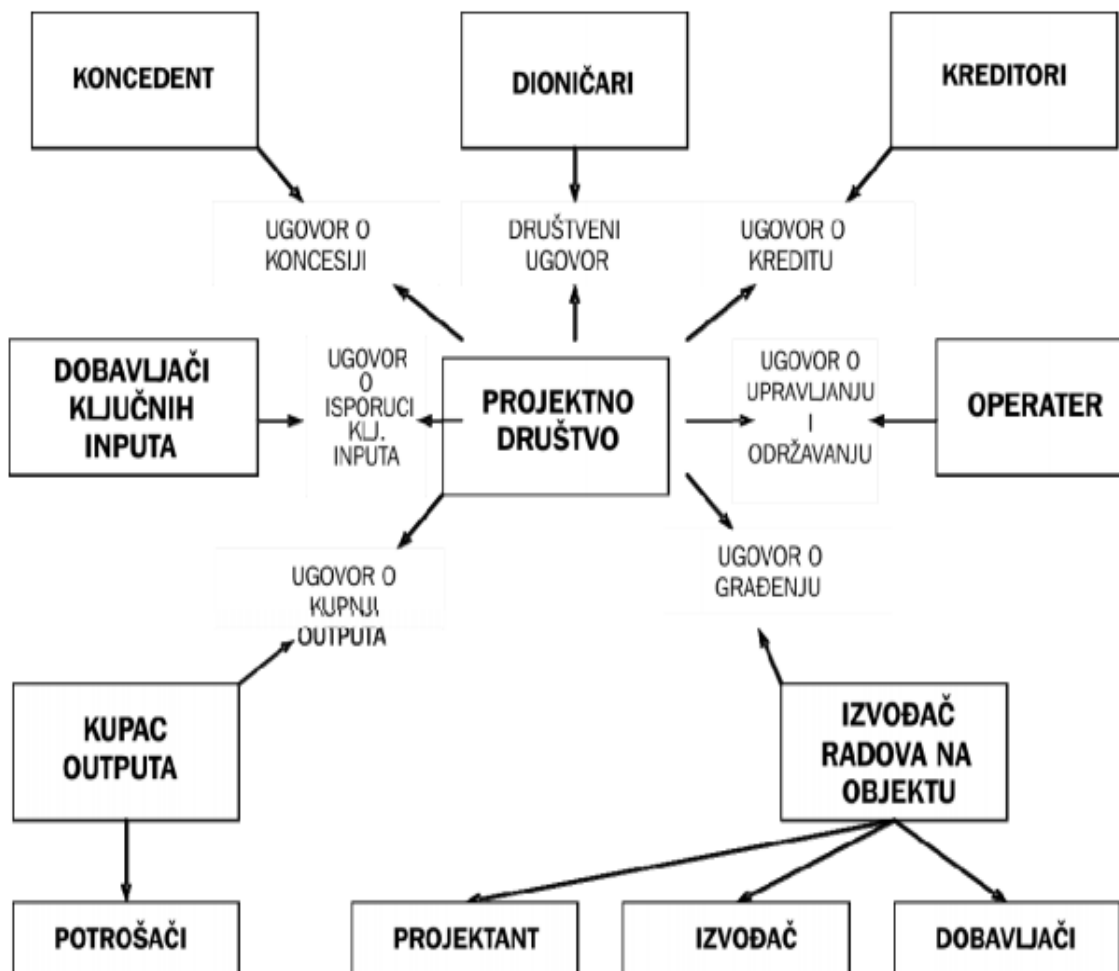 KONCEDENT
DIONIČARI
KREDITORI
UGOVOR O
KONCESIJI
DRUŠTVENI
UGOVOR
UGOVOR O
KREDITU
DOBAVLJAČI
KLJUČNIH
INPUTA
UGOVOR
O
ISPORUCI
KLJ.
INPUTA
PROJEKTNO
DRUŠTVO
UGOVOR O
UPRAVLJANJU
I
ODRŽAVANJU
OPERATER
UGOVOR O
KUPNJI
OUTPUTA
UGOVOR O
GRAĐENJU
KUPAC
OUTPUTA
IZVOĐAČ
RADOVA NA
OBJEKTU
POTROŠAČI
PROJEKTANT
IZVOĐAČ
DOBAVLJAČI